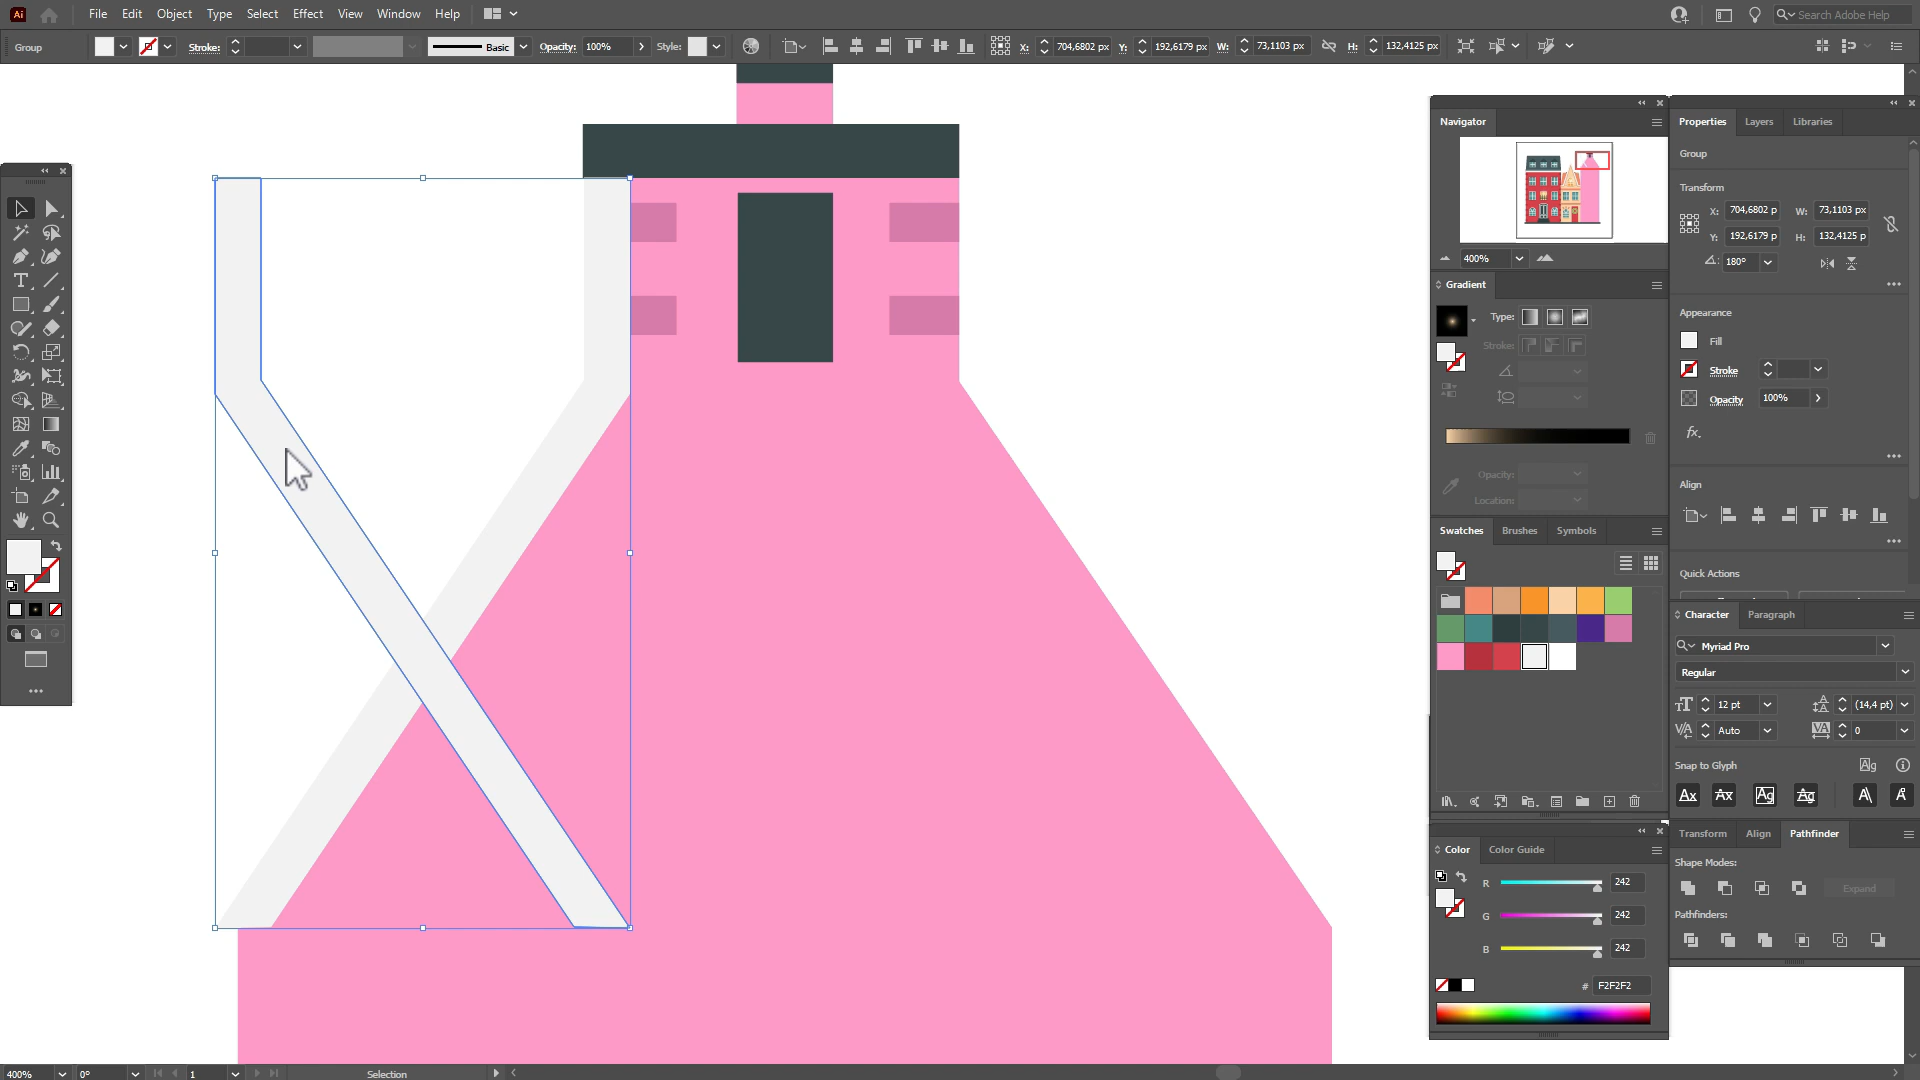 Ai File Edit Object Type Select Effect View Window Help Search Adobe Help
Group Stroke: Basic Opacity: 100% Style: X: 704,6802 px Y: 192,6179 px W: 73,1103 px H: 132,4125 px
Navigator
400%
Gradient
Type:
Stroke:
Opacity:
Location:
Swatches Brushes Symbols
Color Color Guide
R 242
G 242
B 242
# F2F2F2
Properties Layers Libraries
Group
Transform
X: 704,6802 p W: 73,1103 px
Y: 192,6179 p H: 132,4125 p
180°
Appearance
Fill
Stroke
Opacity 100%
fx.
Align
Quick Actions
Character Paragraph
Myriad Pro
Regular
12 pt (14,4 pt)
Auto 0
Snap to Glyph
Transform Align Pathfinder
Shape Modes:
Expand
Pathfinders:
400% 0° 1 Selection